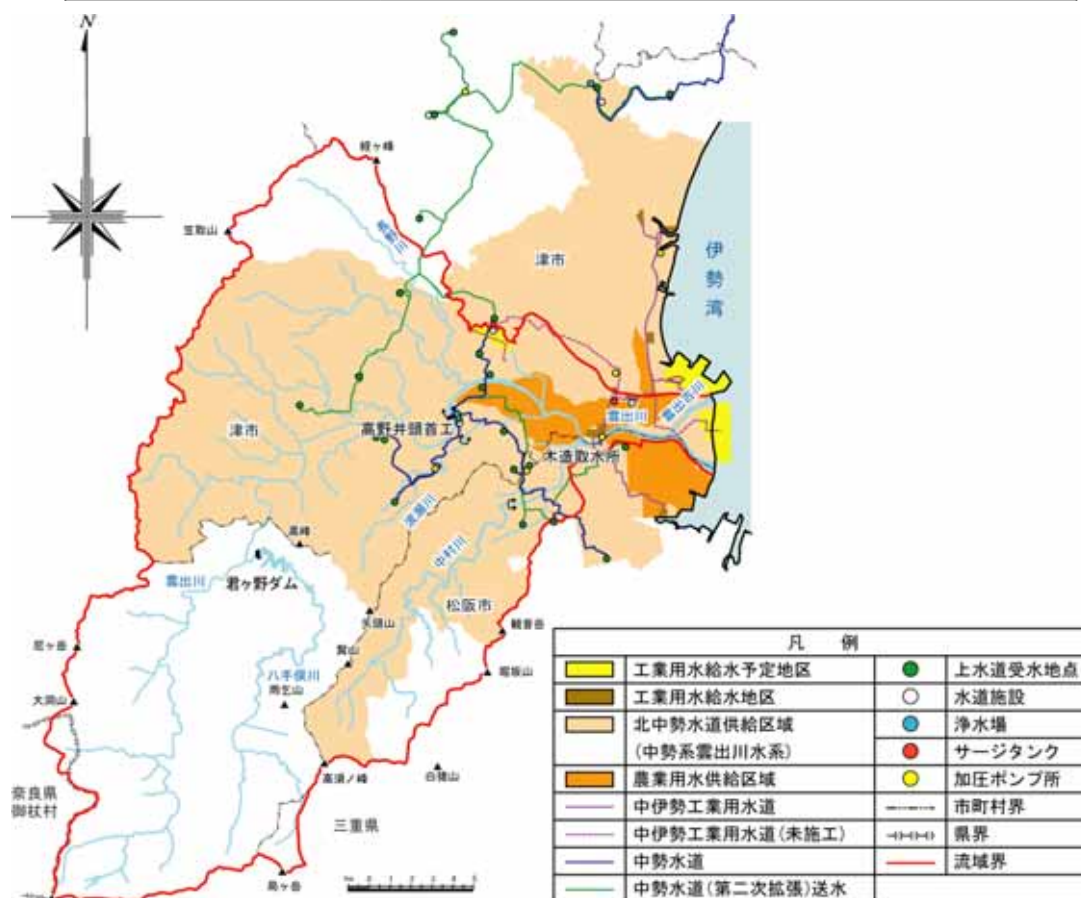 N
経ヶ峰
笠取山
長野川
津市
伊勢湾
津市
高野井頭首工
雲出川
雲出古川
木造取水所
波瀬川
中村川
高峰
雲出川
君ヶ野ダム
松阪市
矢頭山
観音岳
尼ヶ岳
堀坂山
八手俣川
雨乞山
大洞山
高須ノ峰
白猪山
奈良県
御杖村
三重県
局ヶ岳
凡 例
工業用水給水予定地区
上水道受水地点
工業用水給水地区
水道施設
北中勢水道供給区域
(中勢系雲出川水系)
浄水場
サージタンク
農業用水供給区域
加圧ポンプ所
中伊勢工業用水道
市町村界
中伊勢工業用水道(未施工)
県界
中勢水道
流域界
中勢水道(第二次拡張)送水